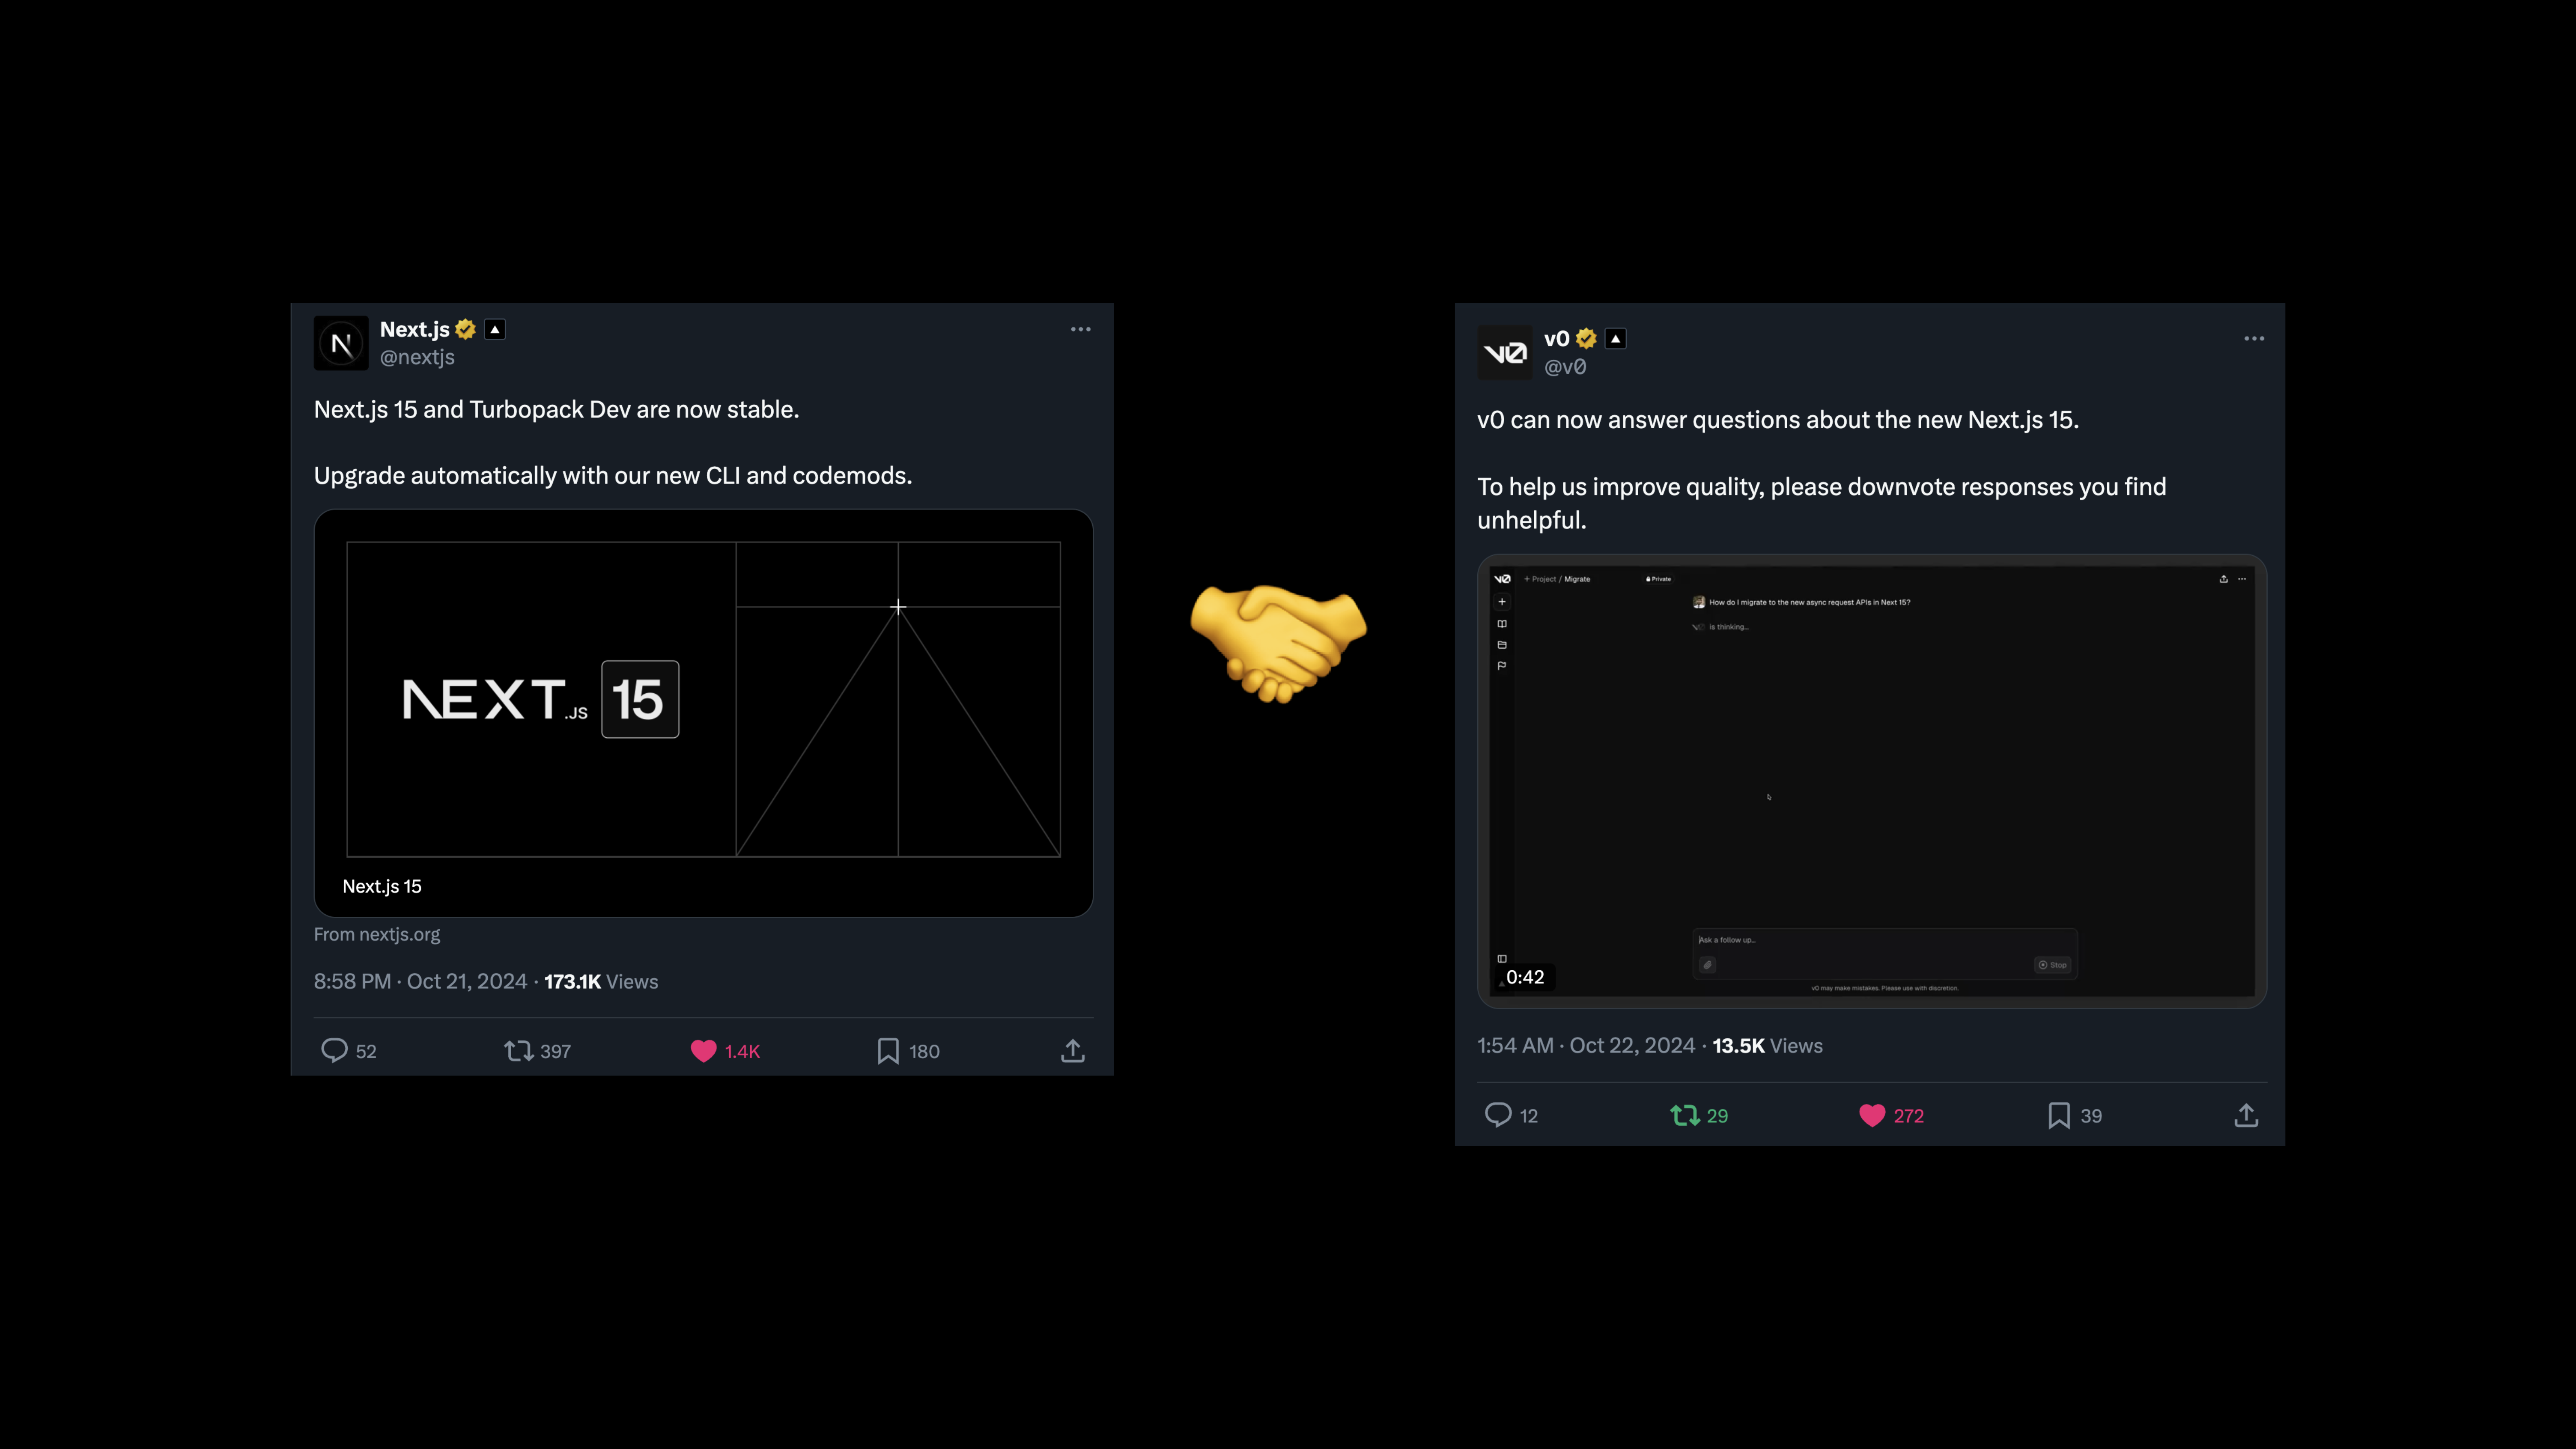 Next.js
@nextjs
Next.js 15 and Turbopack Dev are now stable.
Upgrade automatically with our new CLI and codemods.
NEXT.JS 15
Next.js 15
From nextjs.org
8:58 PM · Oct 21, 2024 · 173.1K Views
52 397 1.4K 180
v0
@v0
v0 can now answer questions about the new Next.js 15.
To help us improve quality, please downvote responses you find
unhelpful.
v0 + Project / Migrate Private
How do I migrate to the new async request APIs in Next 15?
v0 is thinking...
Ask a follow up...
Stop
0:42
v0 may make mistakes. Please use with discretion.
1:54 AM · Oct 22, 2024 · 13.5K Views
12 29 272 39